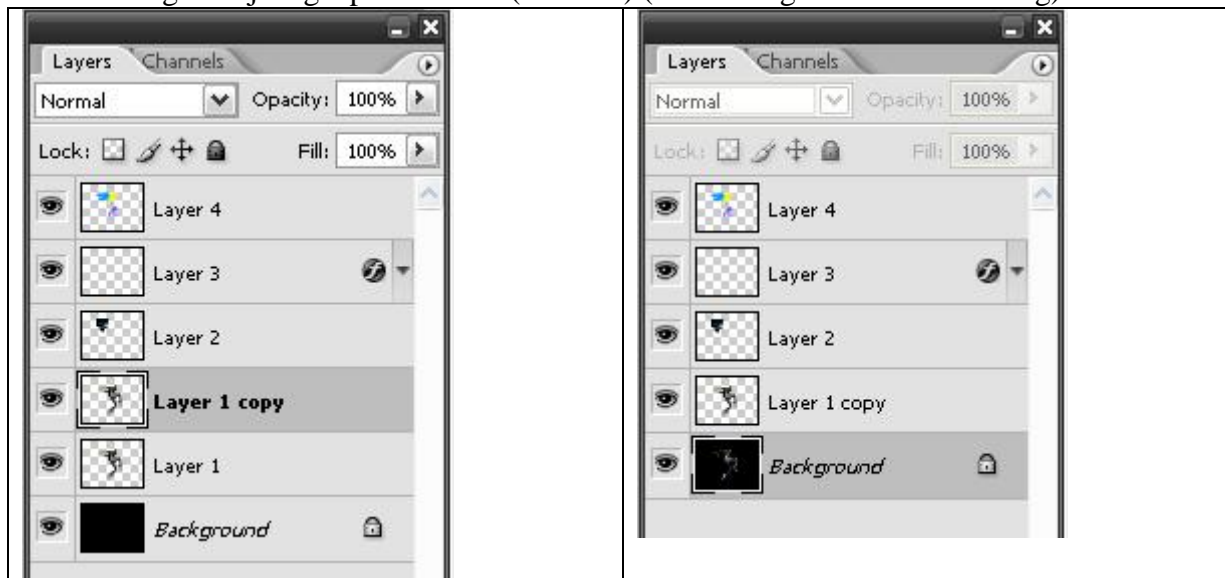 Layers Channels
Normal Opacity: 100%
Lock: Fill: 100%
Layer 4
Layer 3
Layer 2
Layer 1 copy
Layer 1
Background
Layers Channels
Normal Opacity: 100%
Lock: Fill: 100%
Layer 4
Layer 3
Layer 2
Layer 1 copy
Background